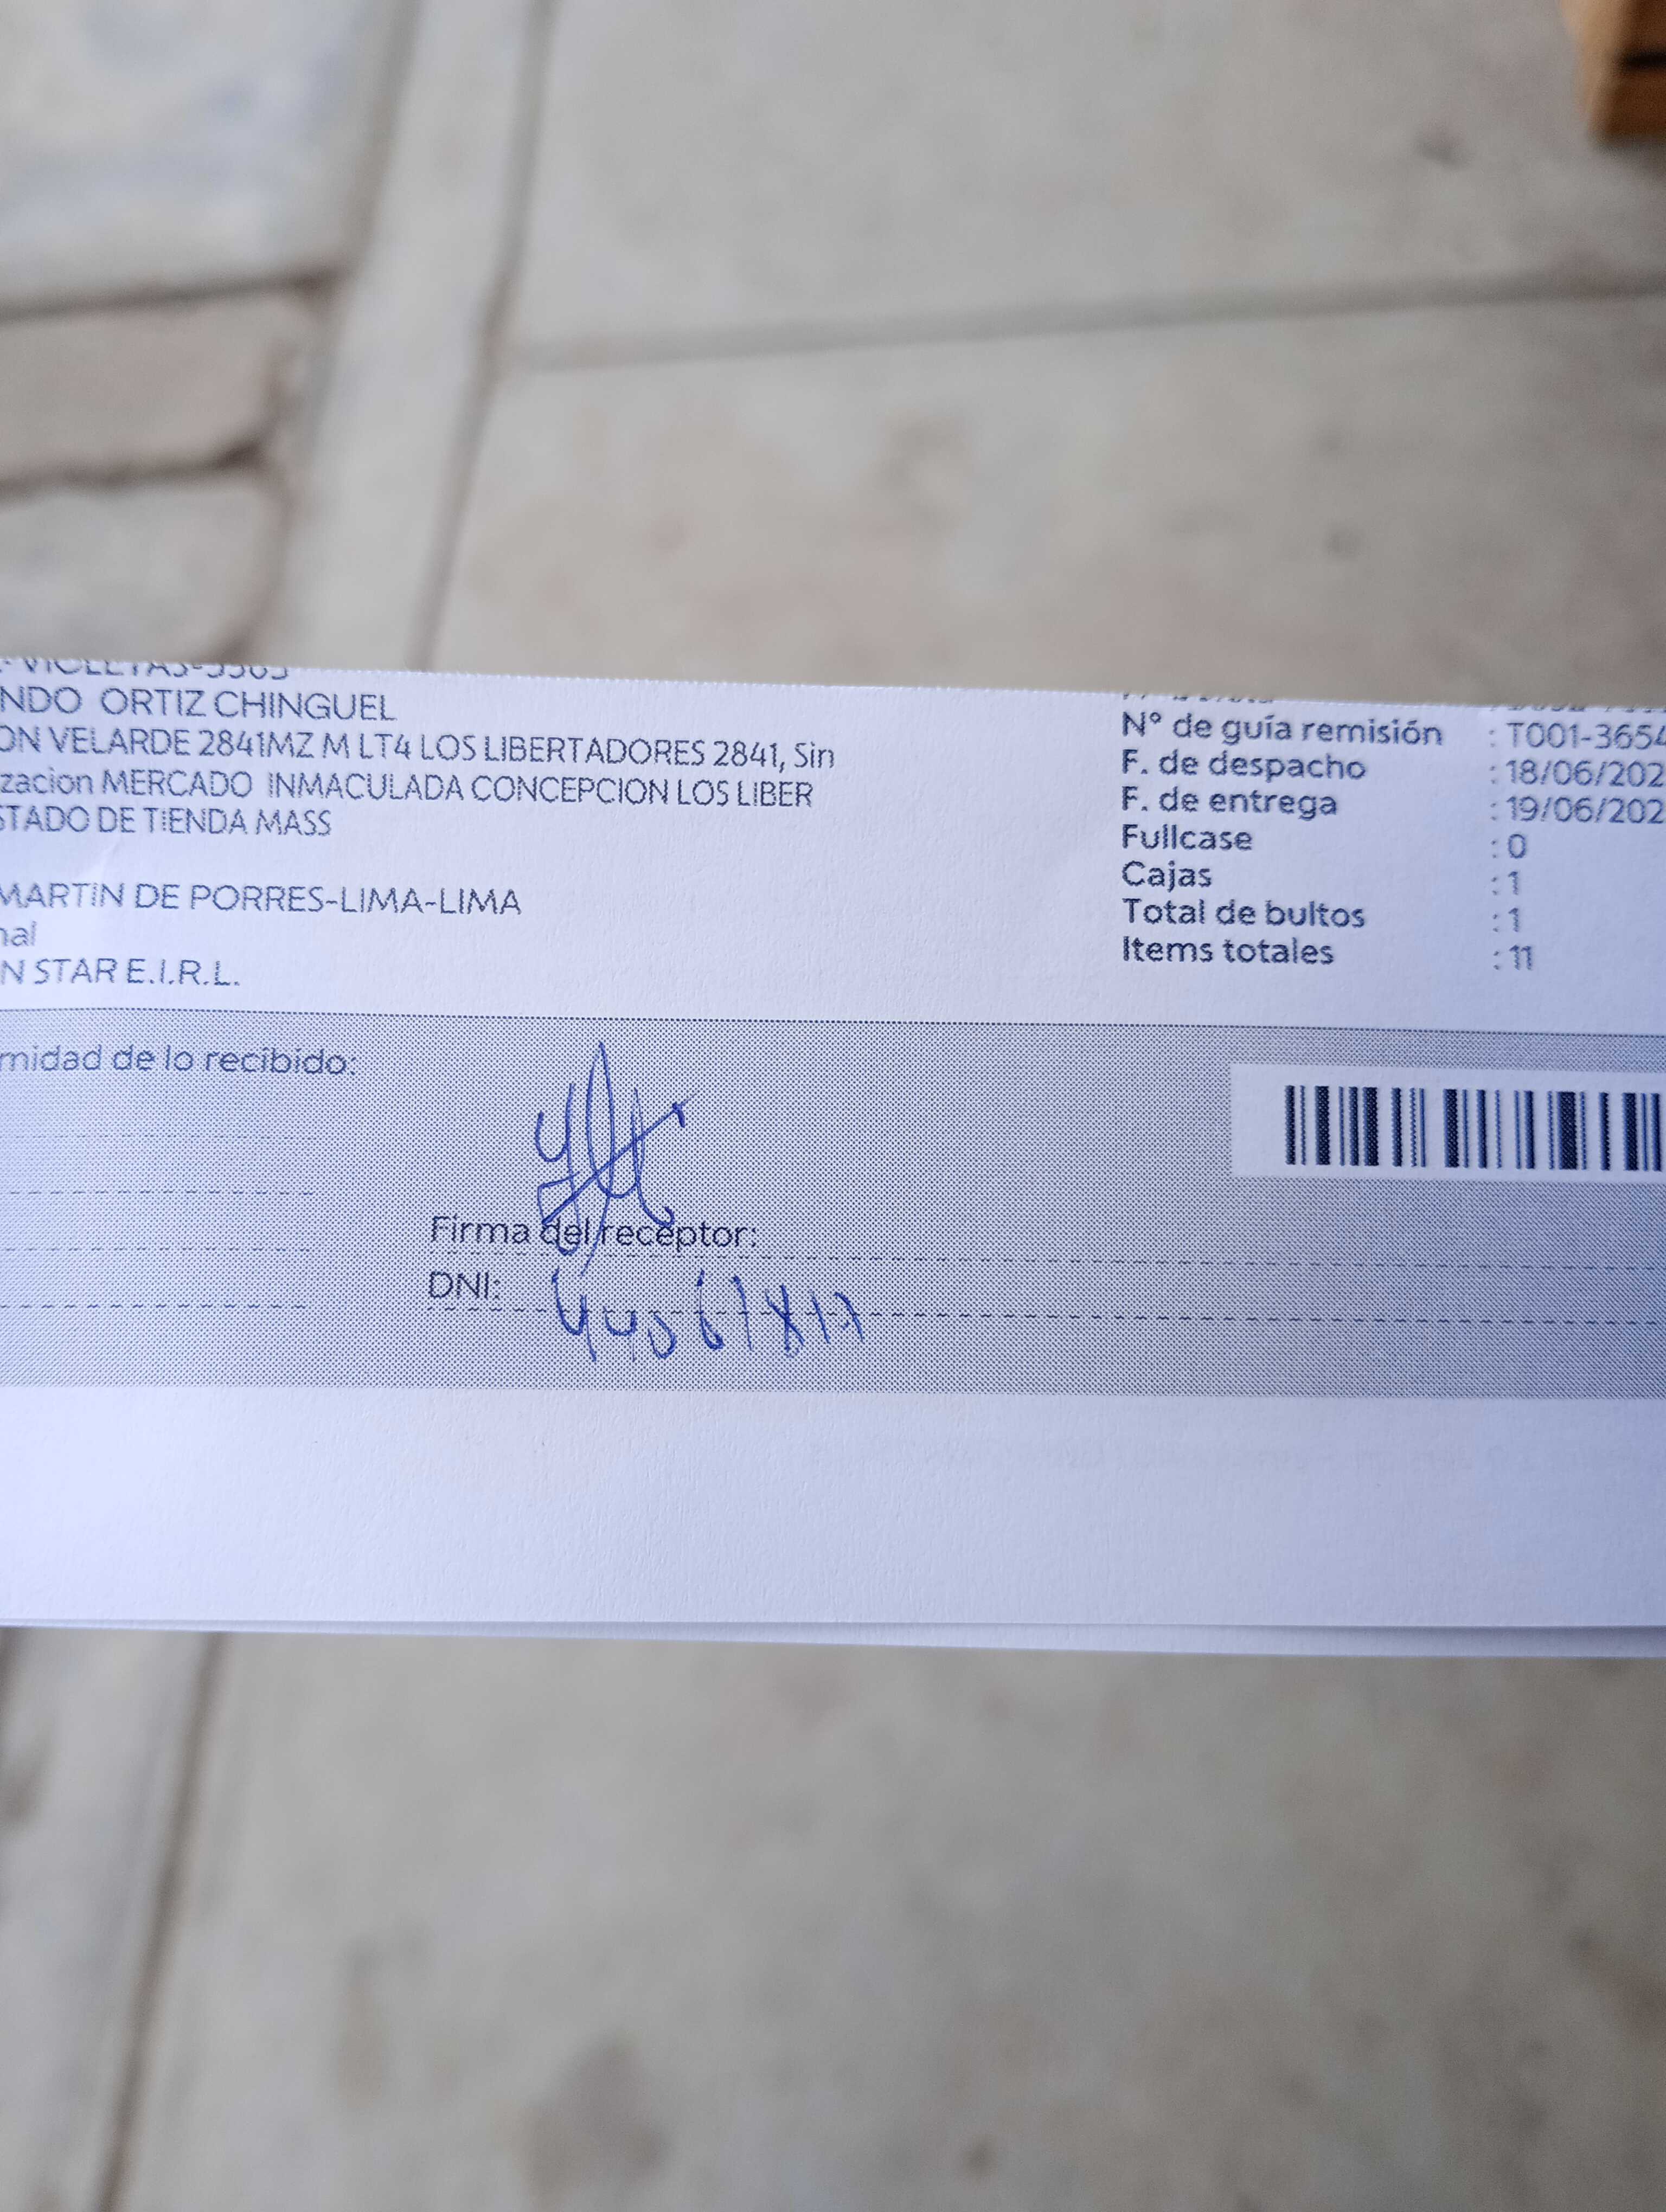 -VIOLETAS-3565
NDO ORTIZ CHINGUEL
ON VELARDE 2841MZ M LT4 LOS LIBERTADORES 2841, Sin
zacion MERCADO INMACULADA CONCEPCION LOS LIBER
STADO DE TIENDA MASS
MARTIN DE PORRES-LIMA-LIMA
nal
N STAR E.I.R.L.
N° de guía remisión : T001-3654
F. de despacho : 18/06/202
F. de entrega : 19/06/202
Fullcase : 0
Cajas : 1
Total de bultos : 1
Items totales : 11
midad de lo recibido:
Firma del receptor:
DNI: